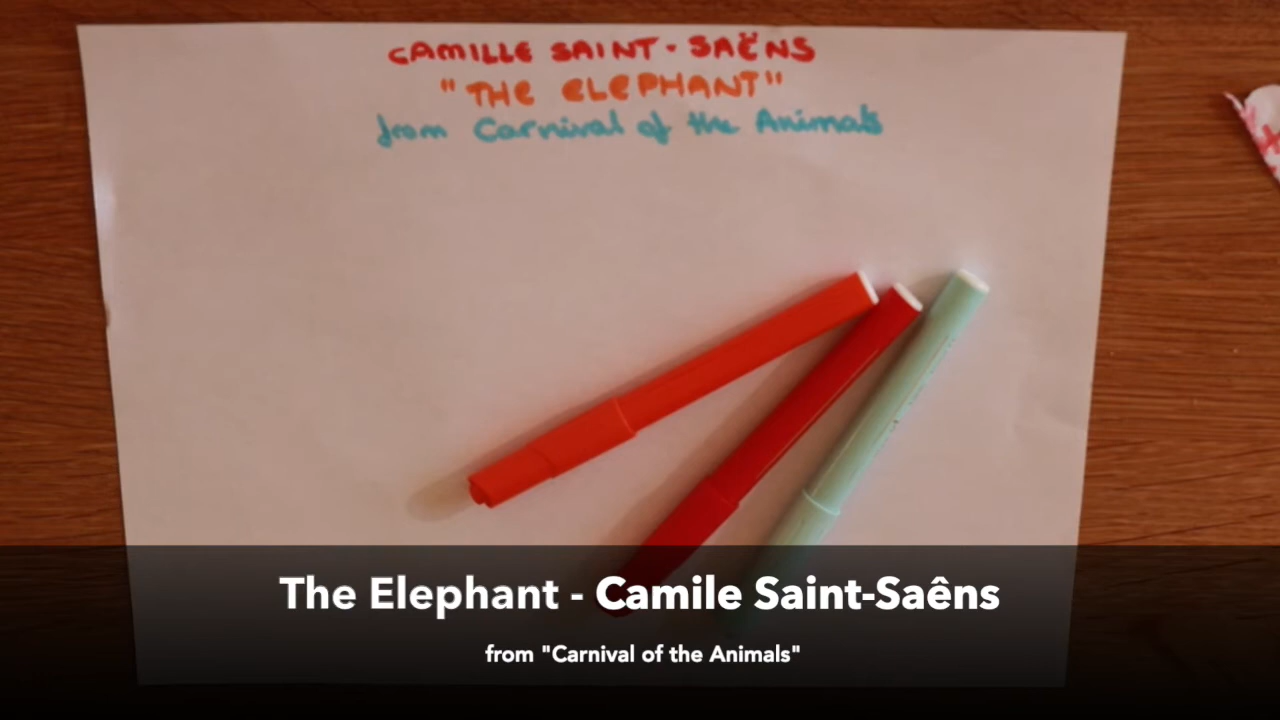 CAMILLE SAINT-SAËNS
"THE ELEPHANT"
from Carnival of the Animals
The Elephant - Camile Saint-Saêns
from "Carnival of the Animals"